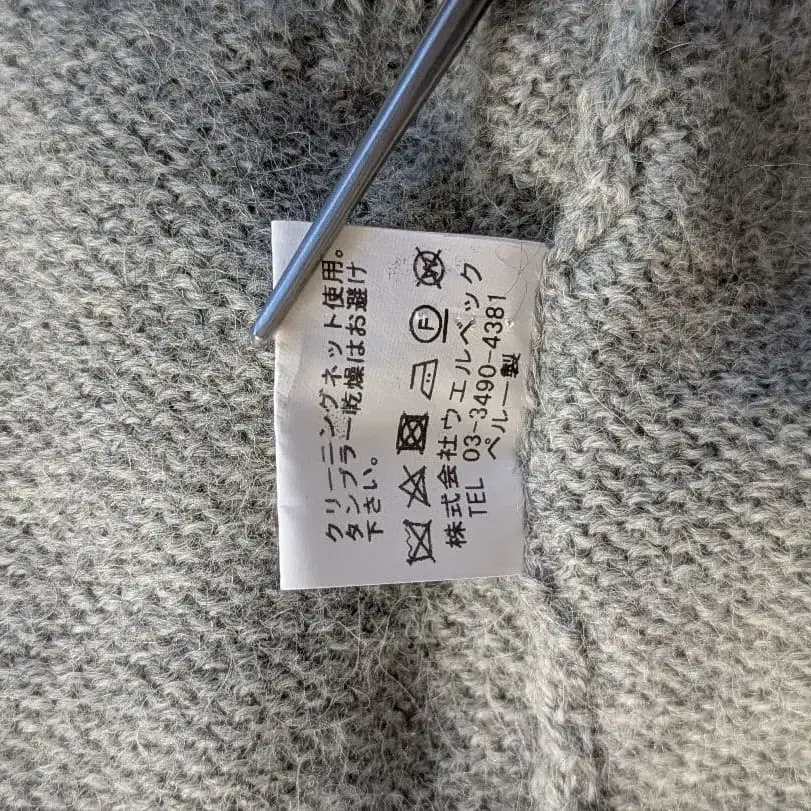 クリーニングネット使用。
タンブラー乾燥はお避け
下さい。
F W
株式会社ウエルベック
TEL 03-3490-4381
ペルー製